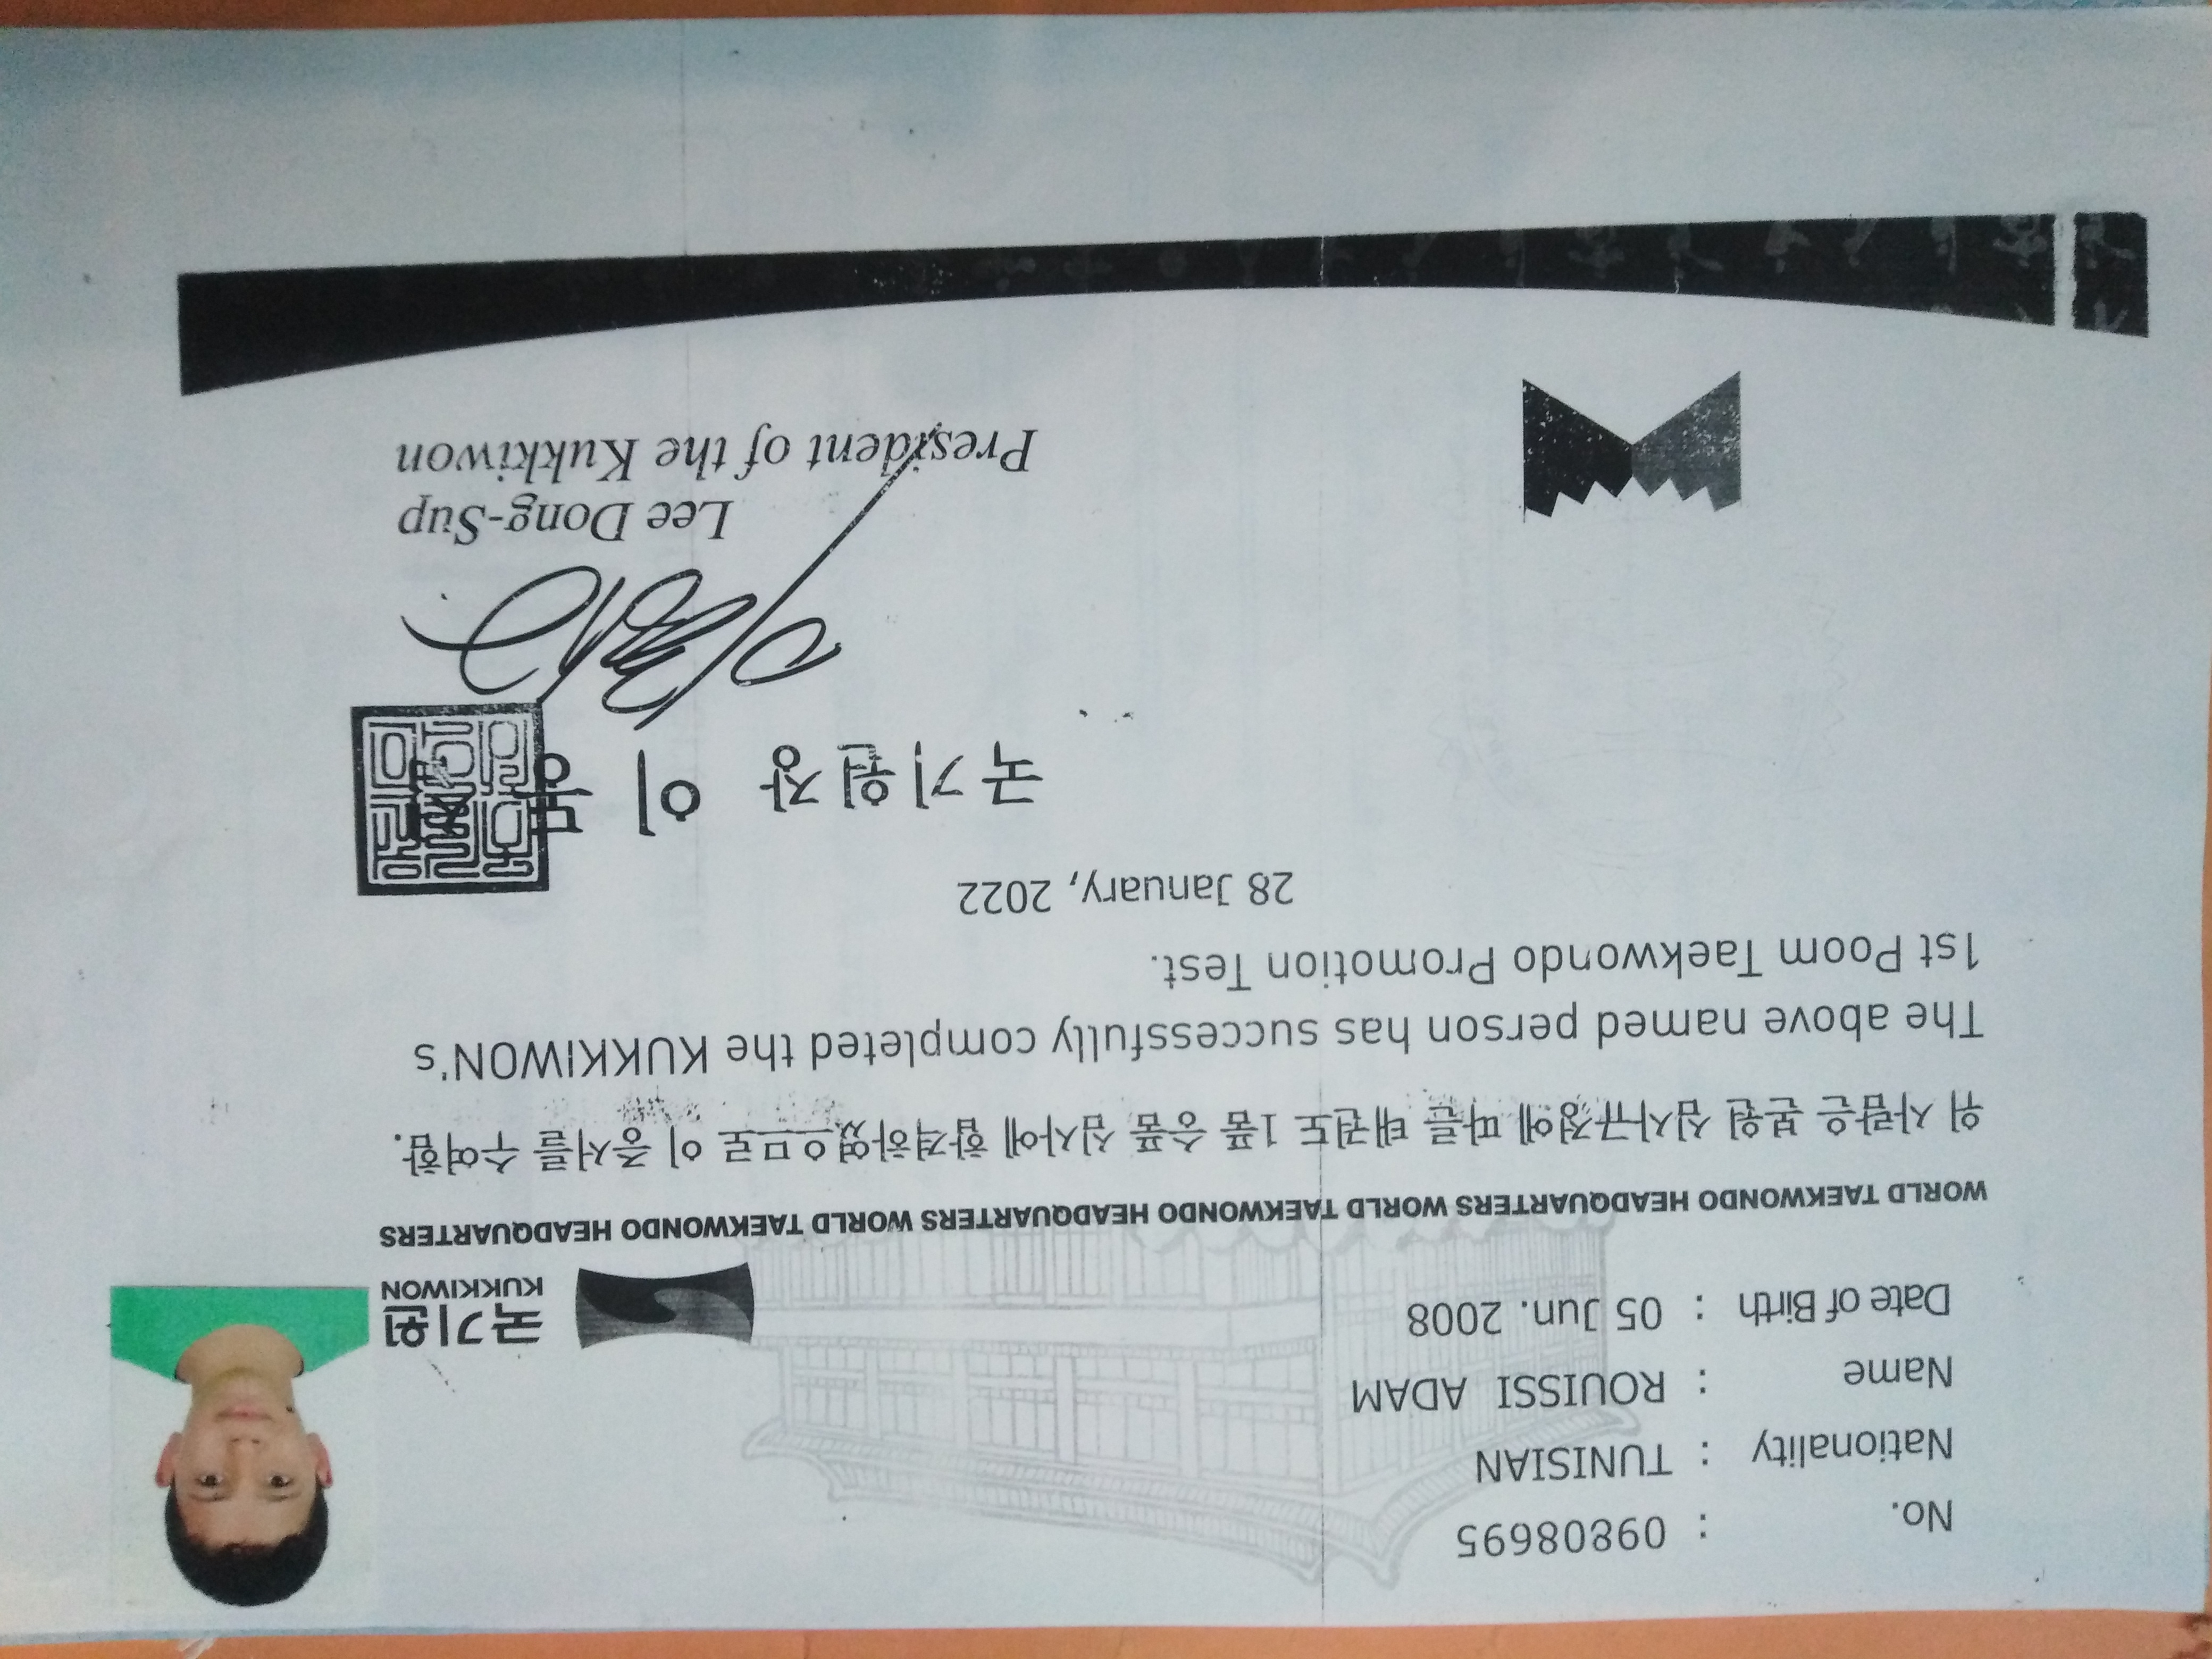 No. : 09808695
Nationality : TUNISIAN
Name : ROUISSI ADAM
Date of Birth : 05 Jun. 2008
국기원
KUKKIWON
WORLD TAEKWONDO HEADQUARTERS WORLD TAEKWONDO HEADQUARTERS WORLD TAEKWONDO HEADQUARTERS
위 사람은 본원 심사규정에 따른 태권도 1품 승품 심사에 합격하였으므로 이 증서를 수여함.
The above named person has successfully completed the KUKKIWON's
1st Poom Taekwondo Promotion Test.
28 January, 2022
국기원장 이 동
Lee Dong-Sup
President of the Kukkiwon